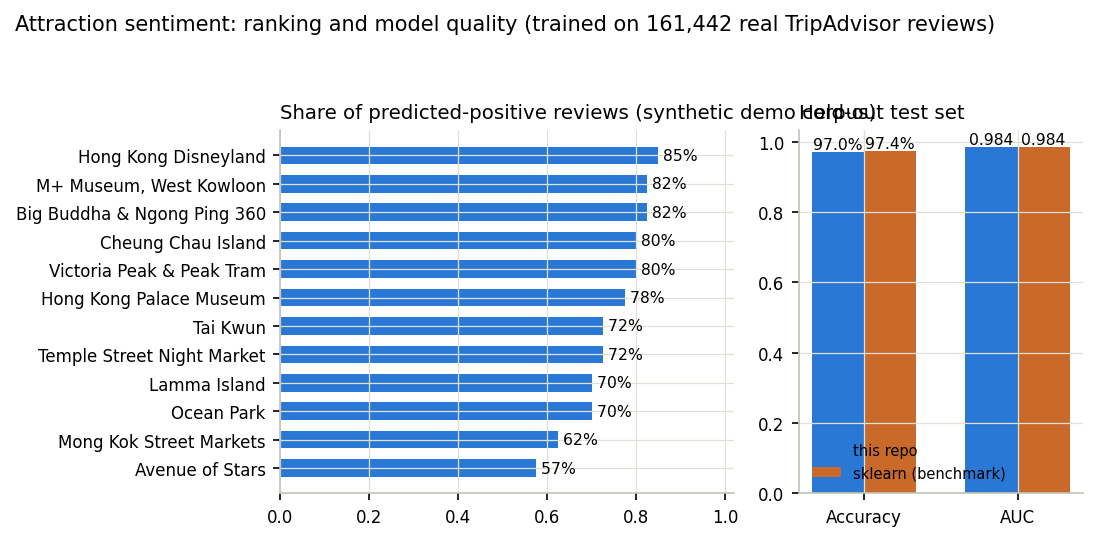 Attraction sentiment: ranking and model quality (trained on 161,442 real TripAdvisor reviews)
Share of predicted-positive reviews (synthetic demo corpus)
Held-out test set
Hong Kong Disneyland 85%
M+ Museum, West Kowloon 82%
Big Buddha & Ngong Ping 360 82%
Cheung Chau Island 80%
Victoria Peak & Peak Tram 80%
Hong Kong Palace Museum 78%
Tai Kwun 72%
Temple Street Night Market 72%
Lamma Island 70%
Ocean Park 70%
Mong Kok Street Markets 62%
Avenue of Stars 57%
0.0 0.2 0.4 0.6 0.8 1.0
1.0
0.8
0.6
0.4
0.2
0.0
97.0% 97.4% 0.984 0.984
this repo
sklearn (benchmark)
Accuracy AUC